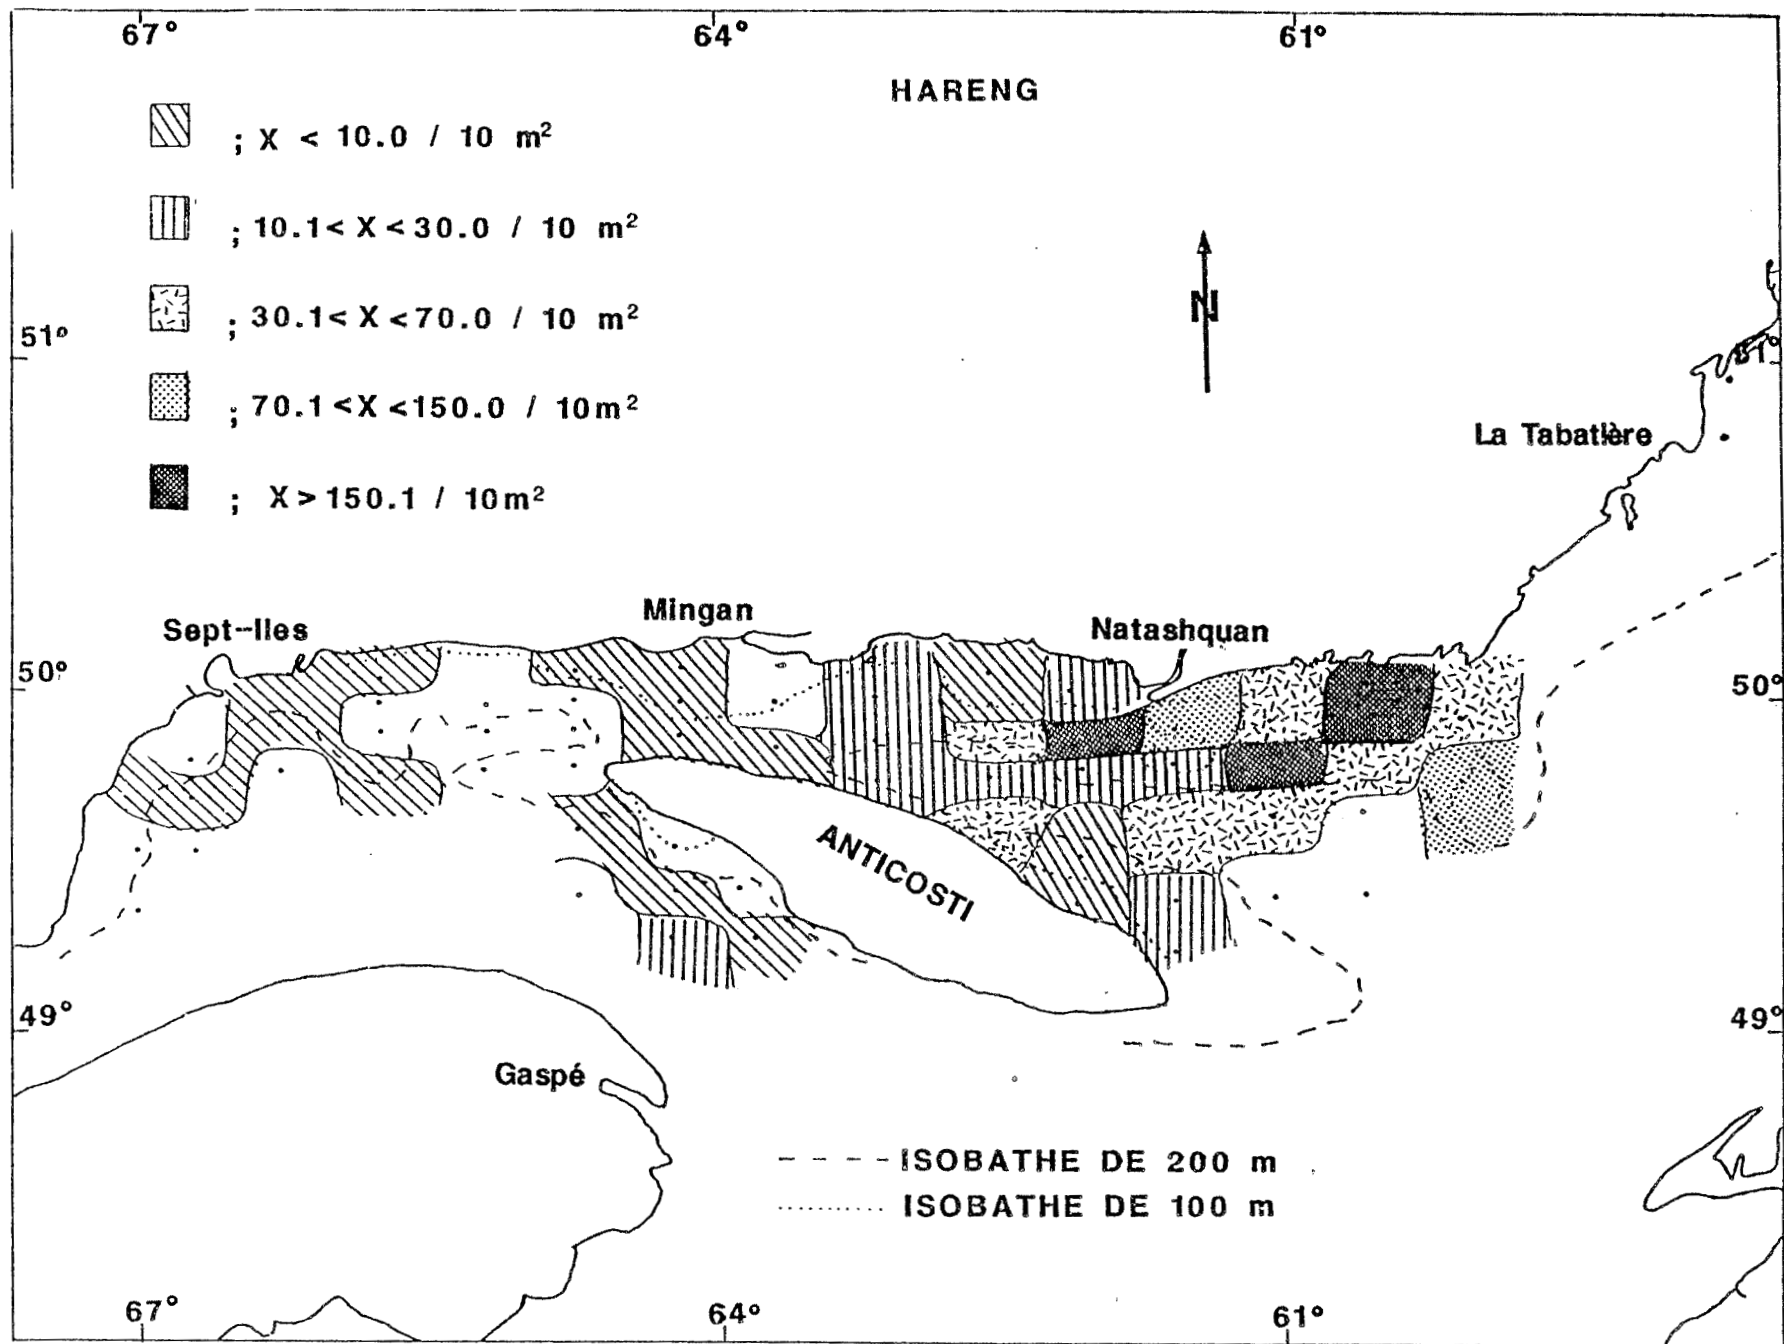 67° 64° 61°
HARENG
; X < 10.0 / 10 m²
; 10.1< X <30.0 / 10 m²
; 30.1< X <70.0 / 10 m²
; 70.1<X <150.0 / 10m²
; X > 150.1 / 10m²
N
51° 51°
La Tabatière
Mingan
Sept-Iles
Natashquan
50° 50°
ANTICOSTI
49° 49°
Gaspé
ISOBATHE DE 200 m
ISOBATHE DE 100 m
67° 64° 61°